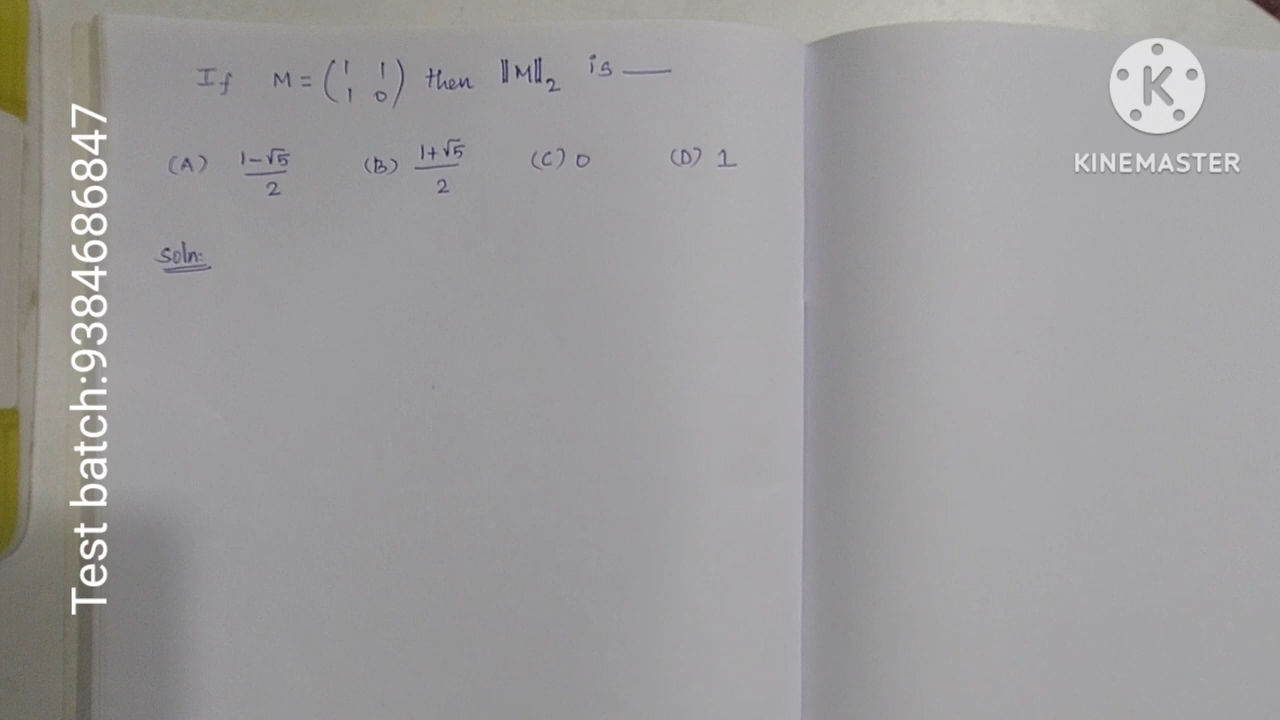 If M = (1 1
1 0) then ‖M‖₂ is ——
(A) 1-√5/2 (B) 1+√5/2 (C) 0 (D) 1
Soln:
Test batch:9384686847
K
KINEMASTER